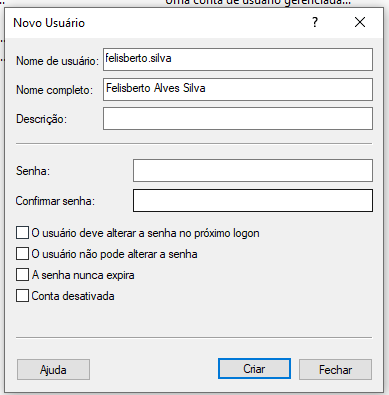 Uma conta de usuário gerenciada...
Novo Usuário
?
Nome de usuário: felisberto.silva
Nome completo: Felisberto Alves Silva
Descrição:
Senha:
Confirmar senha:
O usuário deve alterar a senha no próximo logon
O usuário não pode alterar a senha
A senha nunca expira
Conta desativada
Ajuda Criar Fechar